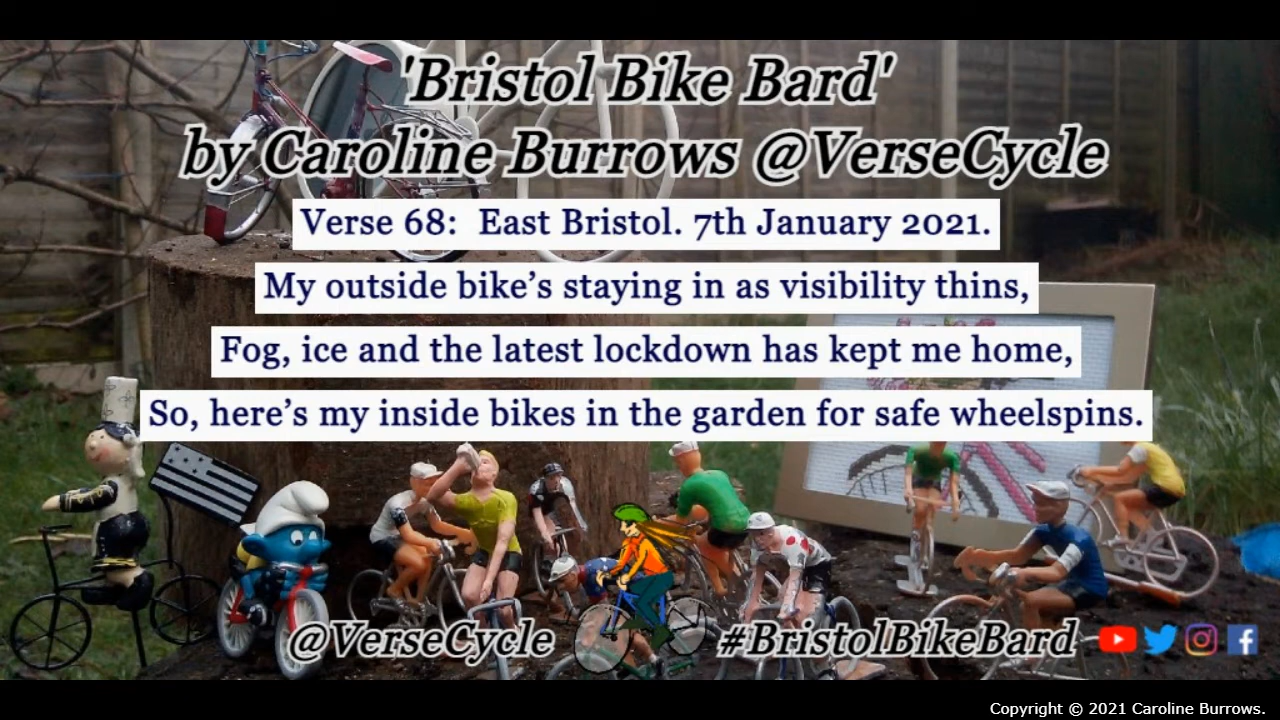 'Bristol Bike Bard'
by Caroline Burrows @VerseCycle
Verse 68:  East Bristol. 7th January 2021.
My outside bike’s staying in as visibility thins,
Fog, ice and the latest lockdown has kept me home,
So, here’s my inside bikes in the garden for safe wheelspins.
@VerseCycle
#BristolBikeBard
Copyright © 2021 Caroline Burrows.